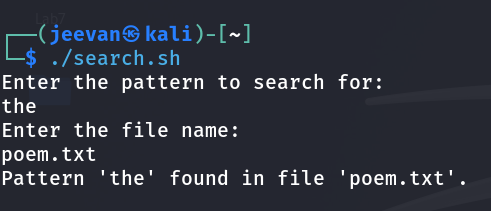 Lab7
┌──(jeevan㉿kali)-[~]
└─$ ./search.sh
Enter the pattern to search for:
the
Enter the file name:
poem.txt
Pattern 'the' found in file 'poem.txt'.